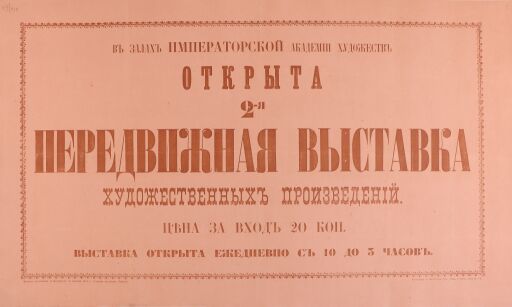 ВЪ ЗАЛАХЪ ИМПЕРАТОРСКОЙ АКАДЕМІИ ХУДОЖЕСТВЪ
ОТКРЫТА
2-я
ПЕРЕДВИЖНАЯ ВЫСТАВКА
ХУДОЖЕСТВЕННЫХЪ ПРОИЗВЕДЕНІЙ.
ЦѢНА ЗА ВХОДЪ 20 КОП.
ВЫСТАВКА ОТКРЫТА ЕЖЕДНЕВНО СЪ 10 ДО 3 ЧАСОВЪ.